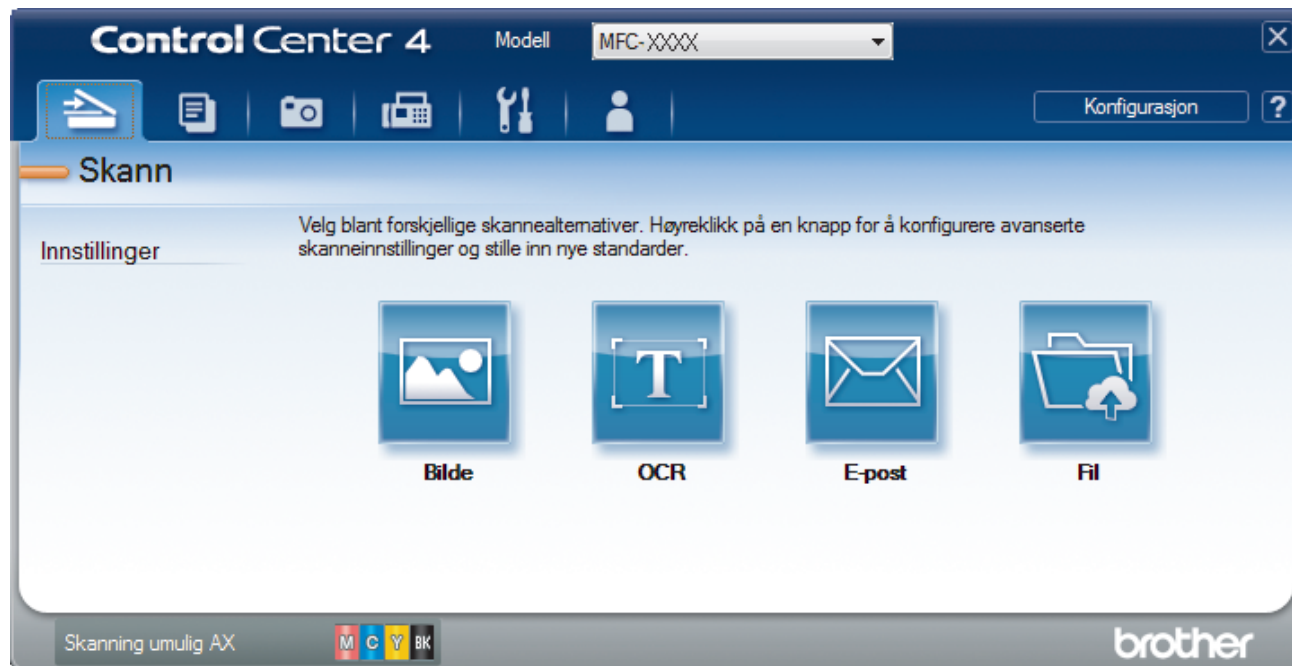 ControlCenter 4
Modell
MFC-XXXX
Konfigurasjon
?
Skann
Innstillinger
Velg blant forskjellige skannealternativer. Høyreklikk på en knapp for å konfigurere avanserte
skanneinnstillinger og stille inn nye standarder.
T
Bilde
OCR
E-post
Fil
Skanning umulig AX
M C Y BK
brother